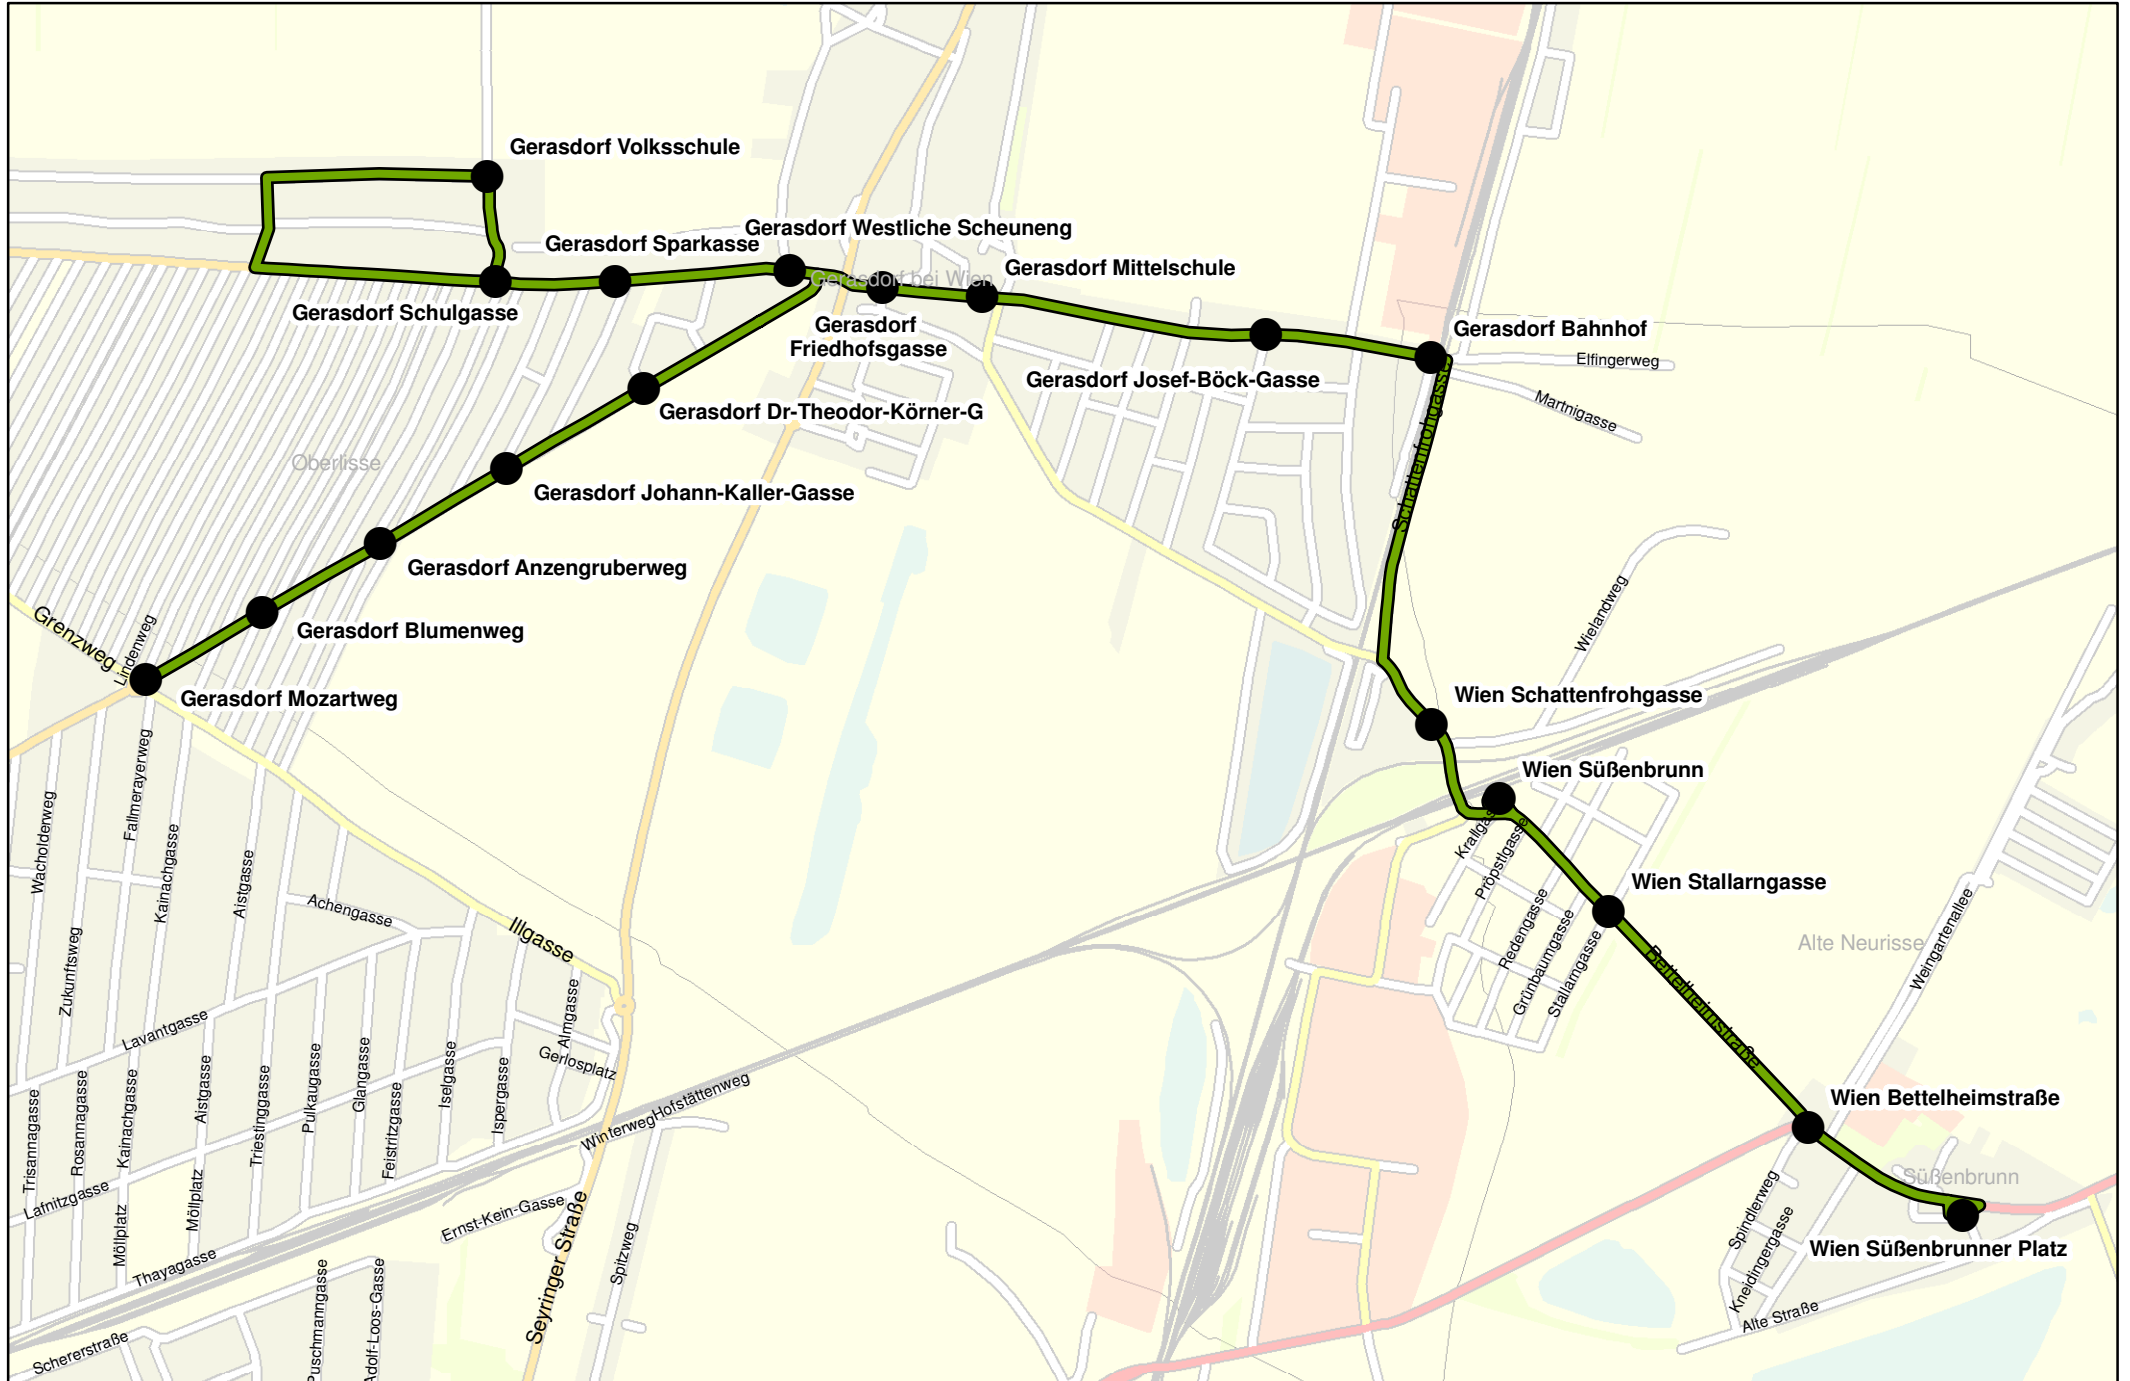 Gerasdorf Volksschule
Gerasdorf Westliche Scheuneng
Gerasdorf Sparkasse
Gerasdorf Mittelschule
Gerasdorf bei Wien
Gerasdorf Schulgasse
Gerasdorf
Friedhofsgasse
Gerasdorf Bahnhof
Elfingerweg
Gerasdorf Josef-Böck-Gasse
Martnigasse
Gerasdorf Dr-Theodor-Körner-G
Schattenfrohgasse
Oberlisse
Gerasdorf Johann-Kaller-Gasse
Gerasdorf Anzengruberweg
Gerasdorf Blumenweg
Wielandweg
Grenzweg
Lindenweg
Gerasdorf Mozartweg
Wien Schattenfrohgasse
Wien Süßenbrunn
Fallmerayerweg
Wacholderweg
Kainachgasse
Aistgasse
Krallgasse
Pröpstlgasse
Wien Stallarngasse
Achengasse
Illgasse
Redengasse
Grünbaumgasse
Stallarngasse
Alte Neurisse
Weingartenallee
Zukunftsweg
Bettelheimstraße
Lavantgasse
Almgasse
Gerlosplatz
Trisannagasse
Rosannagasse
Kainachgasse
Aistgasse
Triestinggasse
Pulkaugasse
Glangasse
Feistritzgasse
Iselgasse
Ispergasse
Winterweg
Hofstättenweg
Wien Bettelheimstraße
Süßenbrunn
Lafnitzgasse
Möllplatz
Möllplatz
Ernst-Kein-Gasse
Seyringer Straße
Spitzweg
Spindlerweg
Kneidingergasse
Wien Süßenbrunner Platz
Thayagasse
Alte Straße
Schererstraße
Puschmanngasse
Adolf-Loos-Gasse